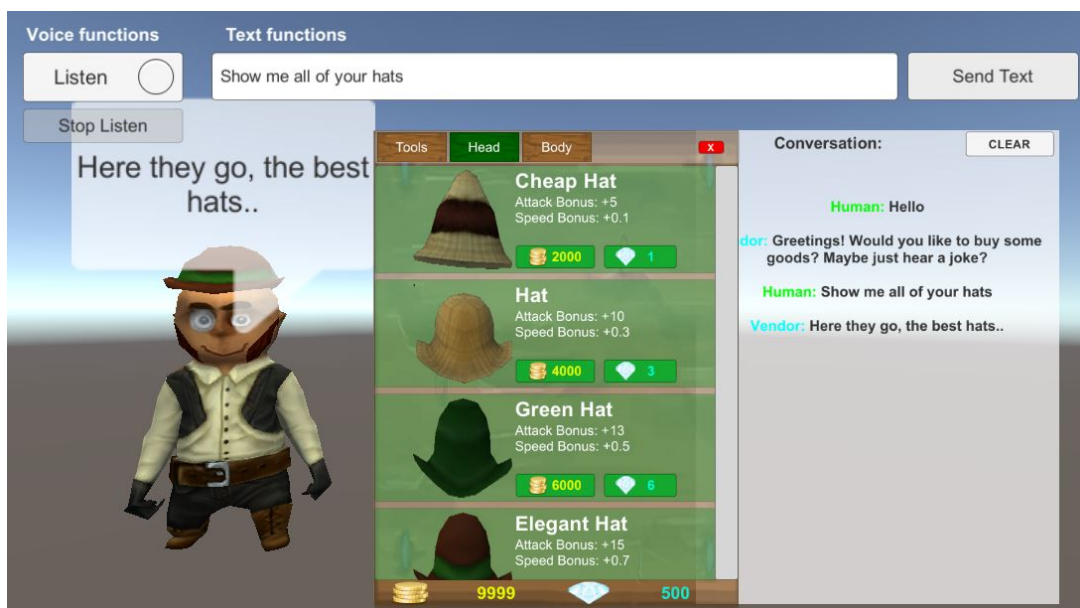 Voice functions
Text functions
Listen
Show me all of your hats
Send Text
Stop Listen
Here they go, the best
hats..
Tools
Head
Body
X
Cheap Hat
Attack Bonus: +5
Speed Bonus: +0.1
2000
1
Hat
Attack Bonus: +10
Speed Bonus: +0.3
4000
3
Green Hat
Attack Bonus: +13
Speed Bonus: +0.5
6000
6
Elegant Hat
Attack Bonus: +15
Speed Bonus: +0.7
9999
500
Conversation:
CLEAR
Human: Hello
dor: Greetings! Would you like to buy some
goods? Maybe just hear a joke?
Human: Show me all of your hats
Vendor: Here they go, the best hats..